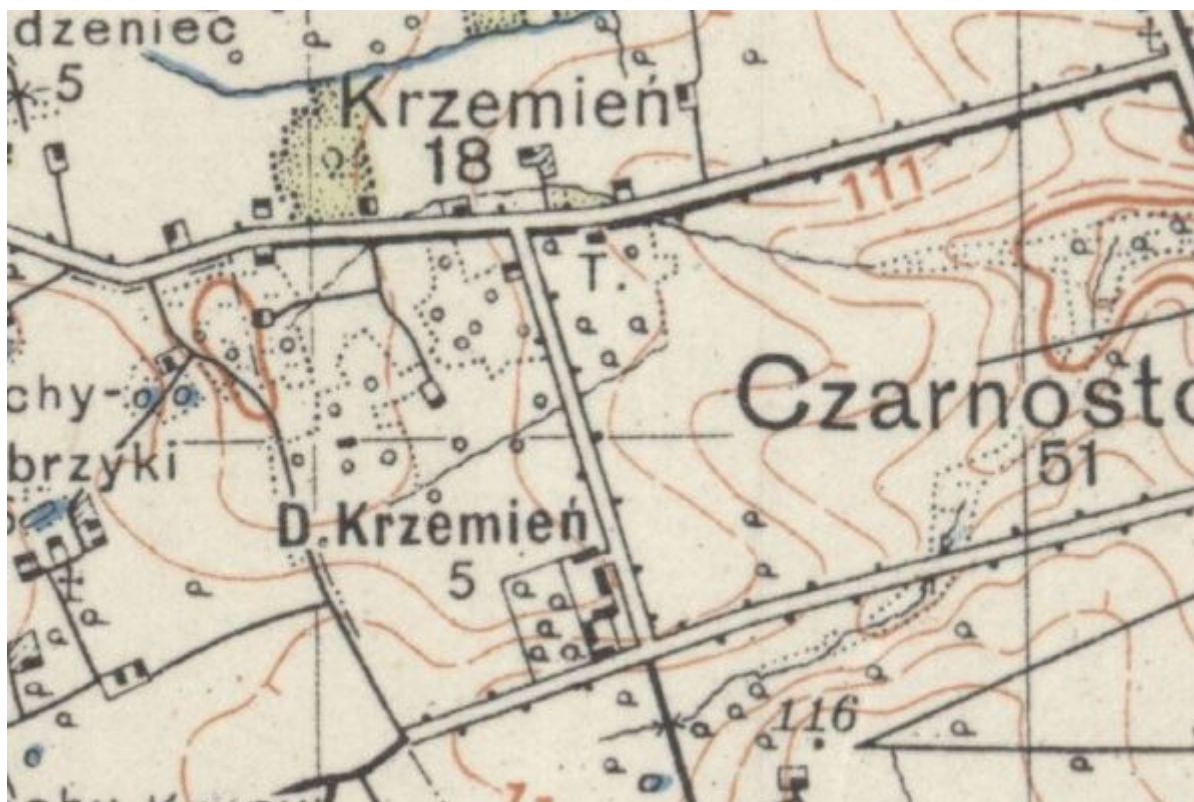 dzeniec
5
Krzemień
18
111
T.
chy-
Czarnosto
brzyki
51
D.Krzemień
5
116